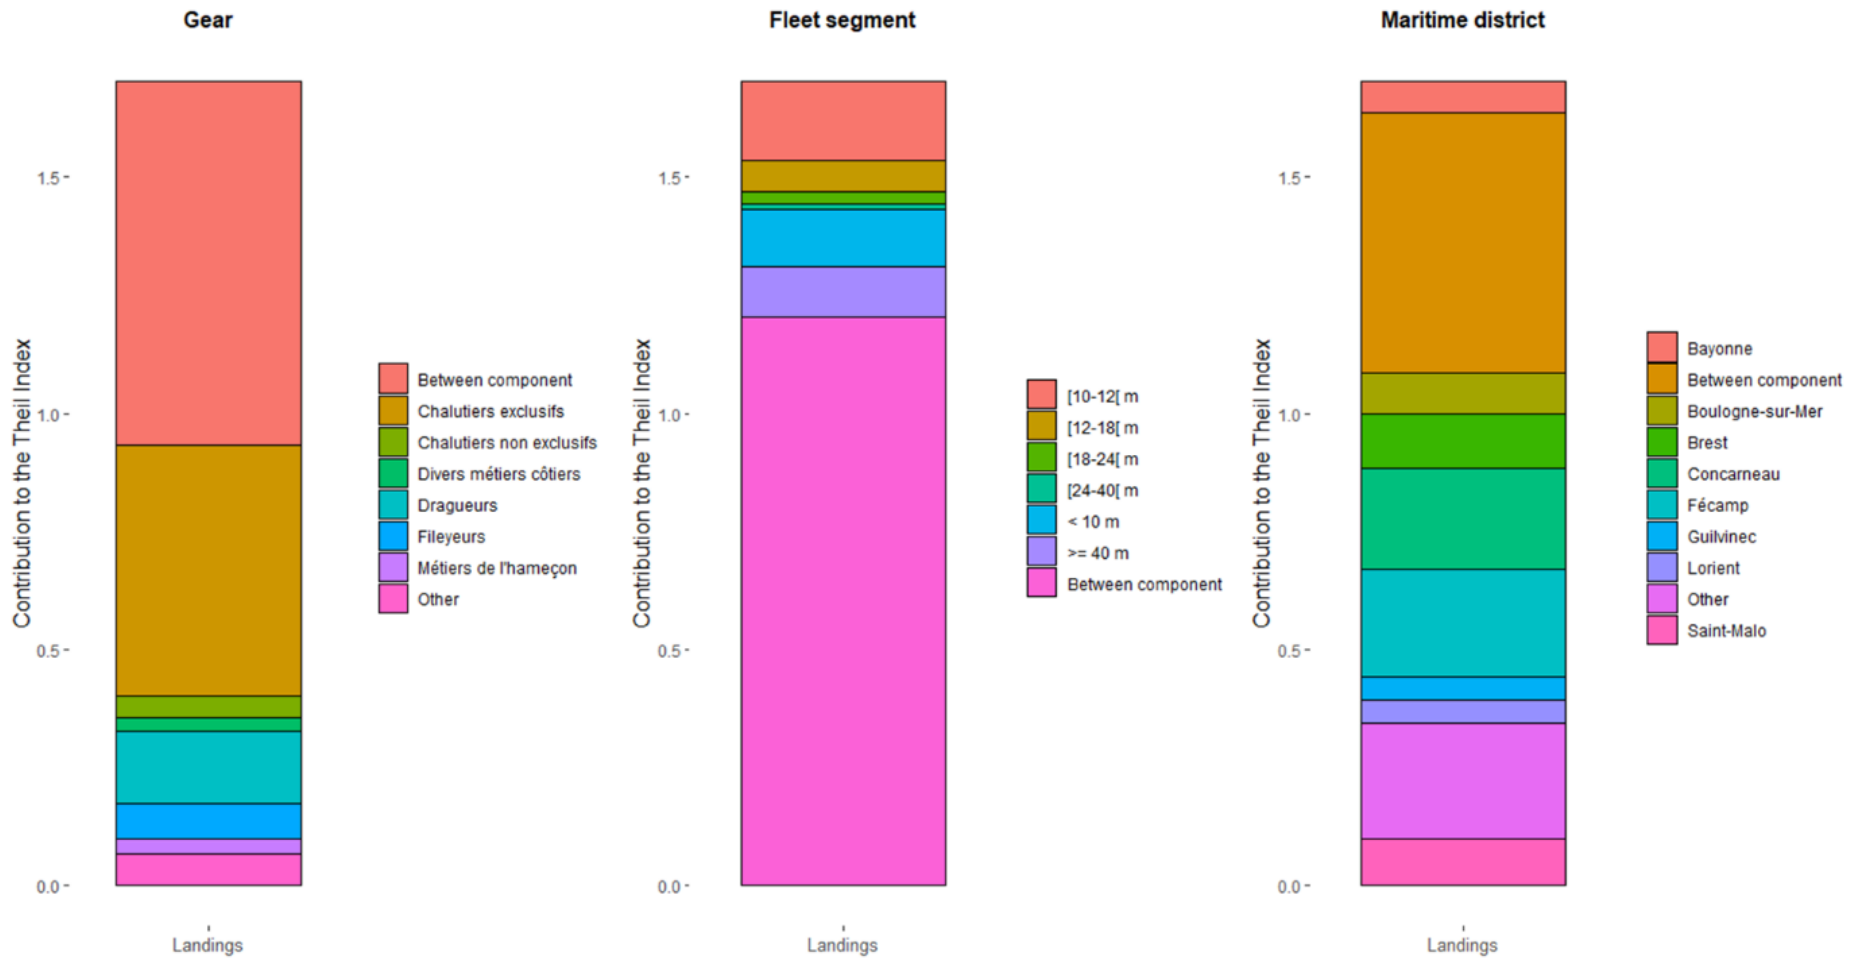 Gear
Contribution to the Theil Index
1.5
1.0
0.5
0.0
Landings
Between component
Chalutiers exclusifs
Chalutiers non exclusifs
Divers métiers côtiers
Dragueurs
Fileyeurs
Métiers de l'hameçon
Other
Fleet segment
Contribution to the Theil Index
1.5
1.0
0.5
0.0
Landings
[10-12[ m
[12-18[ m
[18-24[ m
[24-40[ m
< 10 m
>= 40 m
Between component
Maritime district
Contribution to the Theil Index
1.5
1.0
0.5
0.0
Landings
Bayonne
Between component
Boulogne-sur-Mer
Brest
Concarneau
Fécamp
Guilvinec
Lorient
Other
Saint-Malo